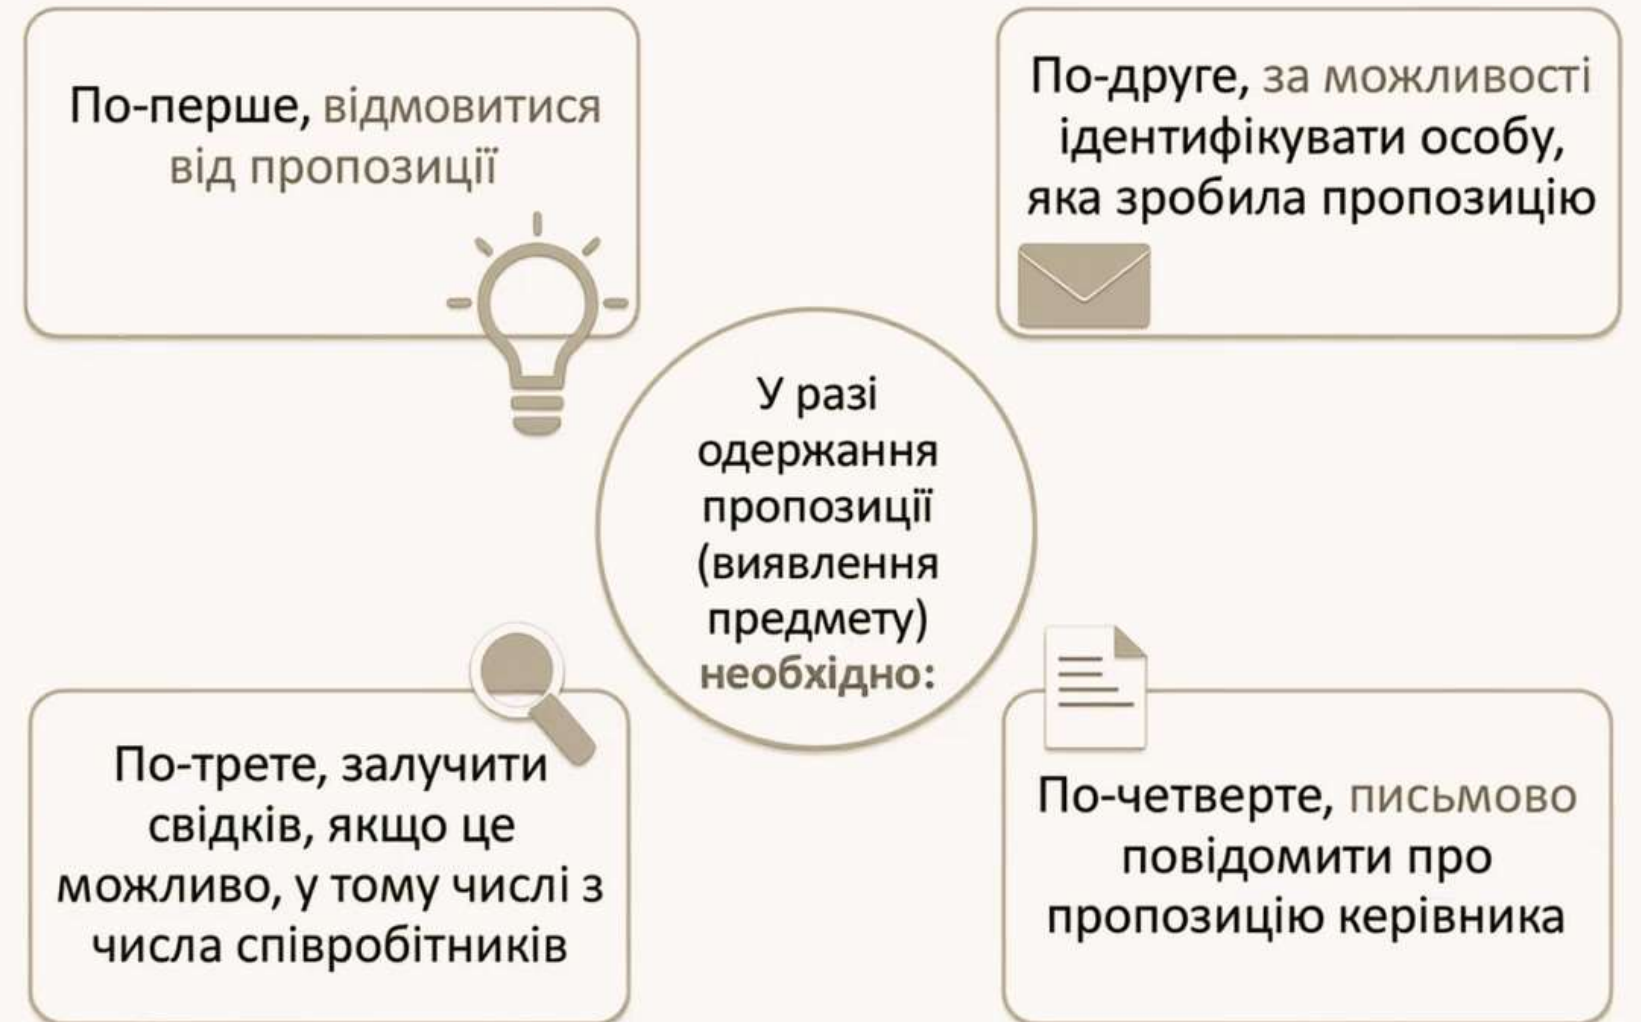 По-перше, відмовитися
від пропозиції
По-друге, за можливості
ідентифікувати особу,
яка зробила пропозицію
У разі
одержання
пропозиції
(виявлення
предмету)
необхідно:
По-трете, залучити
свідків, якщо це
можливо, у тому числі з
числа співробітників
По-четверте, письмово
повідомити про
пропозицію керівника